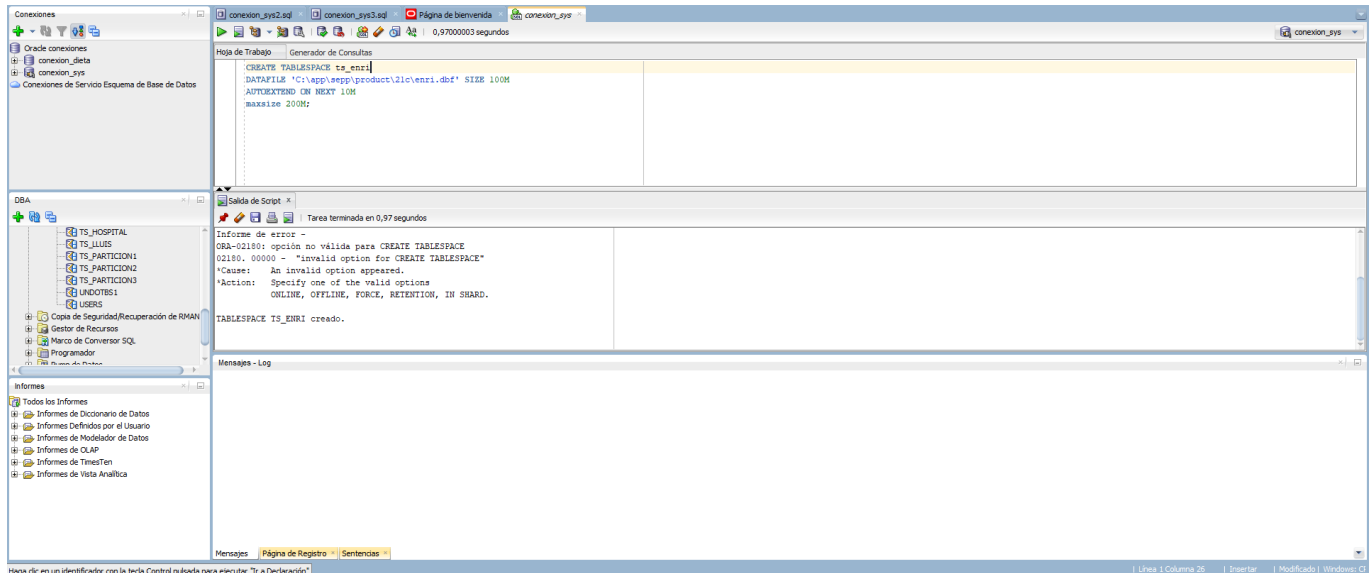 Conexiones
conexion_sys2.sql
conexion_sys3.sql
Página de bienvenida
conexion_sys
0,97000003 segundos
conexion_sys
Oracle conexiones
conexion_dieta
conexion_sys
Conexiones de Servicio Esquema de Base de Datos
Hoja de Trabajo
Generador de Consultas
CREATE TABLESPACE ts_enri
DATAFILE 'C:\app\sepp\product\21c\enri.dbf' SIZE 100M
AUTOEXTEND ON NEXT 10M
maxsize 200M;
DBA
TS_HOSPITAL
TS_LLUIS
TS_PARTICION1
TS_PARTICION2
TS_PARTICION3
UNDOTBS1
USERS
Copia de Seguridad/Recuperación de RMAN
Gestor de Recursos
Marco de Conversor SQL
Programador
Pump de Datos
Salida de Script
Tarea terminada en 0,97 segundos
Informe de error -
ORA-02180: opción no válida para CREATE TABLESPACE
02180. 00000 - "invalid option for CREATE TABLESPACE"
*Cause: An invalid option appeared.
*Action: Specify one of the valid options
ONLINE, OFFLINE, FORCE, RETENTION, IN SHARD.
TABLESPACE TS_ENRI creado.
Mensajes - Log
Informes
Todos los Informes
Informes de Diccionario de Datos
Informes Definidos por el Usuario
Informes de Modelador de Datos
Informes de OLAP
Informes de TimesTen
Informes de Vista Analítica
Mensajes
Página de Registro
Sentencias
Haga clic en un identificador con la tecla Control pulsada para ejecutar "Ir a Declaración"
| Línea 1 Columna 26 | Insertar | Modificado | Windows: C